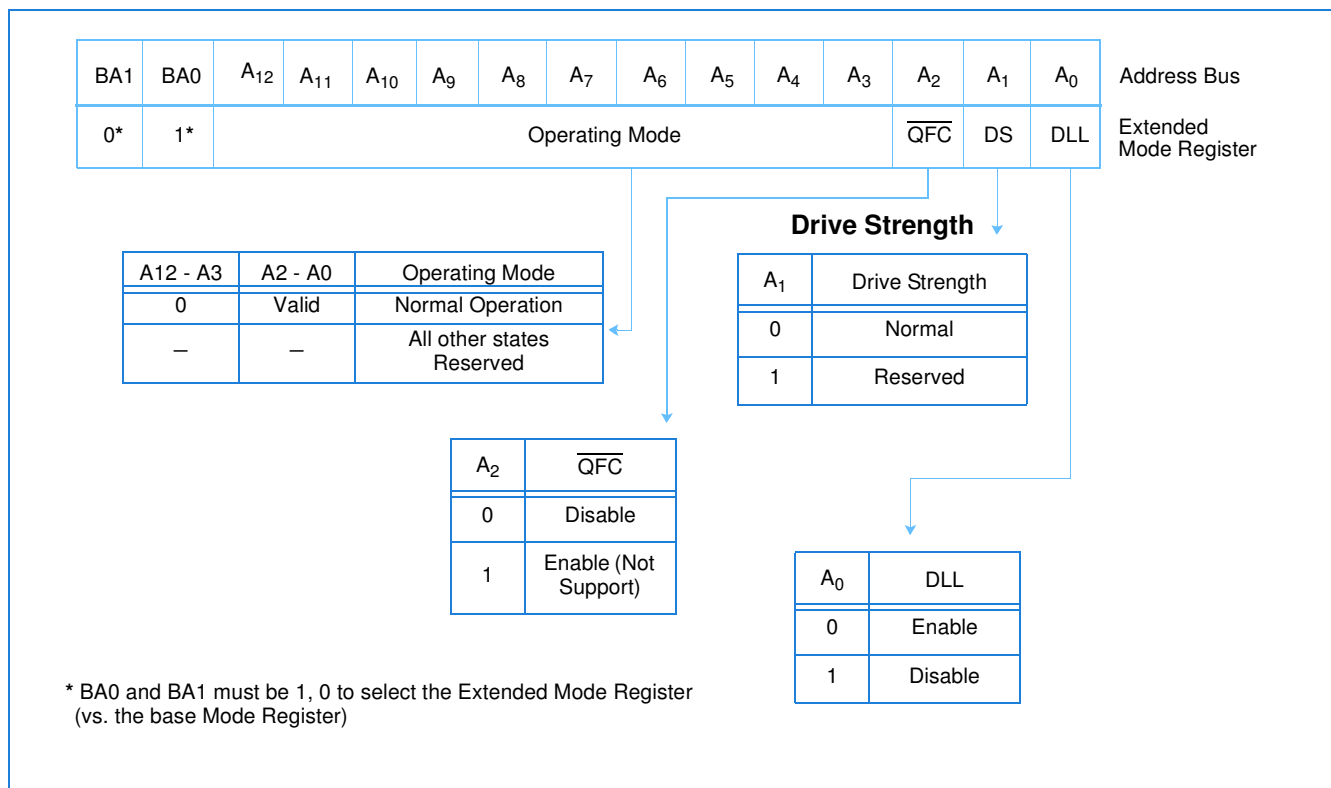 BA1 BA0 A12 A11 A10 A9 A8 A7 A6 A5 A4 A3 A2 A1 A0 Address Bus
0* 1* Operating Mode Q̅F̅C̅ DS DLL Extended
Mode Register
Drive Strength
A12 - A3 A2 - A0 Operating Mode
0 Valid Normal Operation
– – All other states
Reserved
A1 Drive Strength
0 Normal
1 Reserved
A2 Q̅F̅C̅
0 Disable
1 Enable (Not
Support)
A0 DLL
0 Enable
1 Disable
* BA0 and BA1 must be 1, 0 to select the Extended Mode Register
(vs. the base Mode Register)